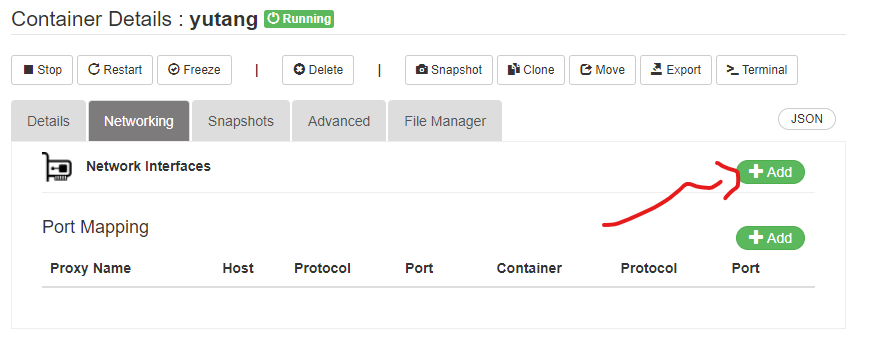 Container Details : yutang Running
Stop Restart Freeze | Delete | Snapshot Clone Move Export Terminal
Details Networking Snapshots Advanced File Manager JSON
Network Interfaces Add
Port Mapping Add
Proxy Name Host Protocol Port Container Protocol Port